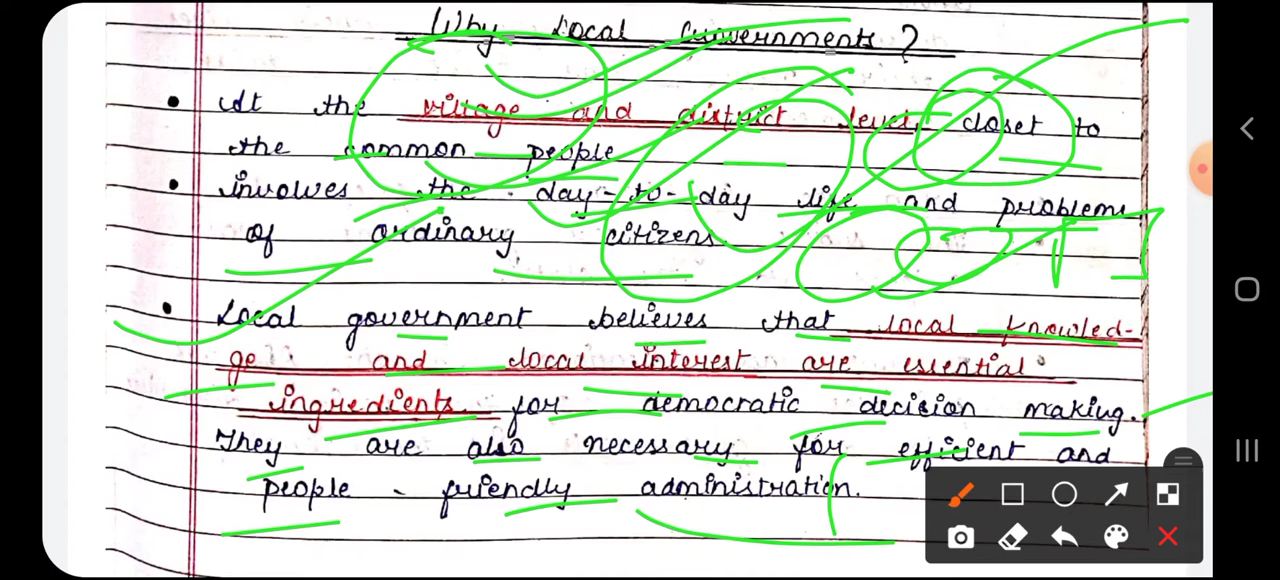 Why Local Governments?
• At the village and district level, closet to
the common people
• involves the day-to-day life and problems
of ordinary citizens.
• Local government believes that local knowled-
ge and local interest are essential
ingredients for democratic decision making.
They are also necessary for efficient and
people-friendly administration.